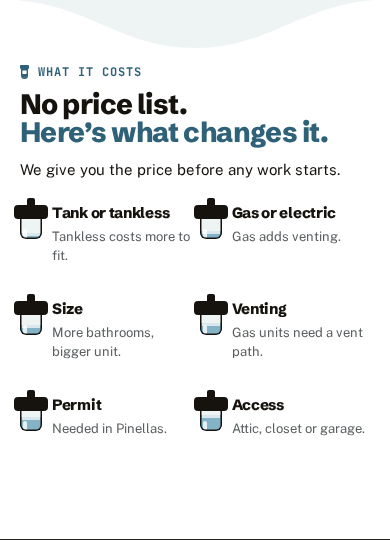 WHAT IT COSTS
No price list.
Here's what changes it.
We give you the price before any work starts.
Tank or tankless
Tankless costs more to
fit.
Gas or electric
Gas adds venting.
Size
More bathrooms,
bigger unit.
Venting
Gas units need a vent
path.
Permit
Needed in Pinellas.
Access
Attic, closet or garage.